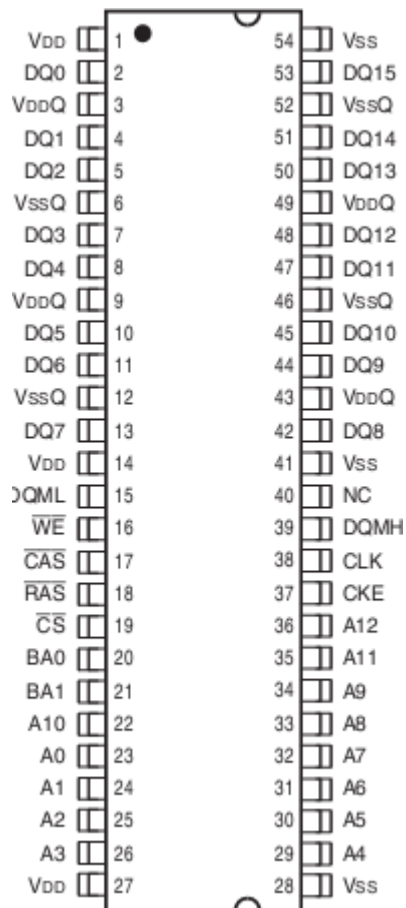 VDD 1 54 Vss
DQ0 2 53 DQ15
VDDQ 3 52 VssQ
DQ1 4 51 DQ14
DQ2 5 50 DQ13
VssQ 6 49 VDDQ
DQ3 7 48 DQ12
DQ4 8 47 DQ11
VDDQ 9 46 VssQ
DQ5 10 45 DQ10
DQ6 11 44 DQ9
VssQ 12 43 VDDQ
DQ7 13 42 DQ8
VDD 14 41 Vss
DQML 15 40 NC
W̅E̅ 16 39 DQMH
C̅A̅S̅ 17 38 CLK
R̅A̅S̅ 18 37 CKE
C̅S̅ 19 36 A12
BA0 20 35 A11
BA1 21 34 A9
A10 22 33 A8
A0 23 32 A7
A1 24 31 A6
A2 25 30 A5
A3 26 29 A4
VDD 27 28 Vss